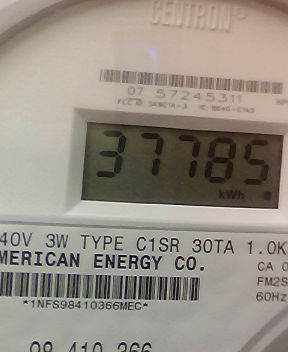 CENTRON®
07 57245311
37785
kWh
40V 3W TYPE C1SR 30TA 1.0K
MERICAN ENERGY CO.
CA 0
FM2S
60Hz
*1NFS98410366MEC*
98 410 366